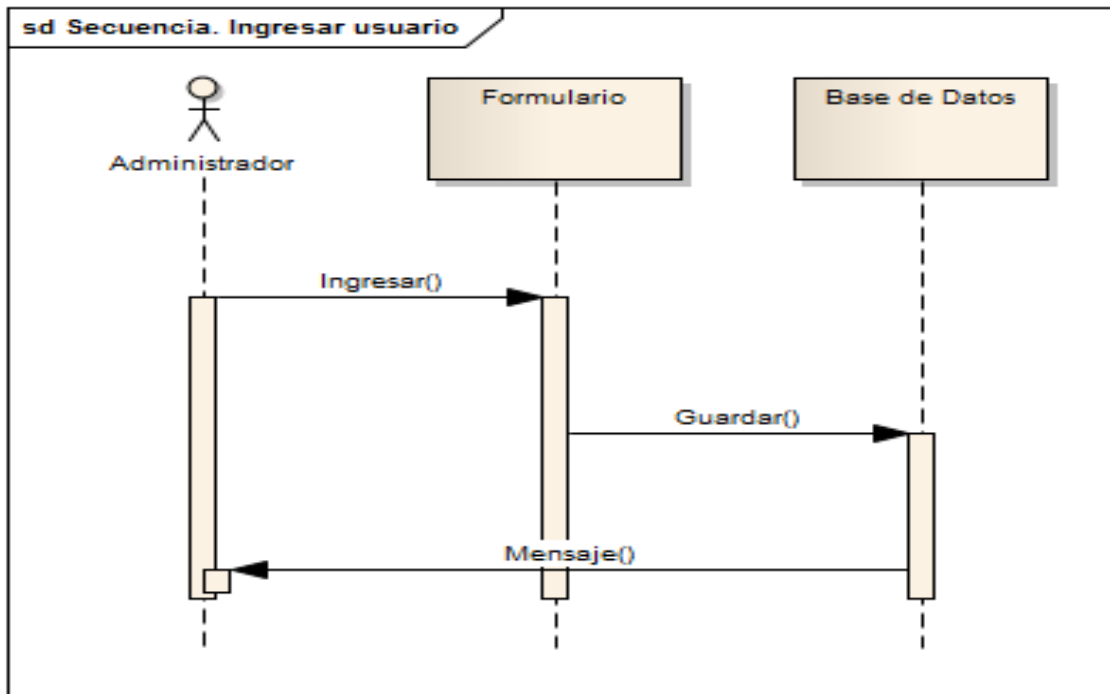 sd Secuencia. Ingresar usuario
Administrador
Formulario
Base de Datos
Ingresar()
Guardar()
Mensaje()